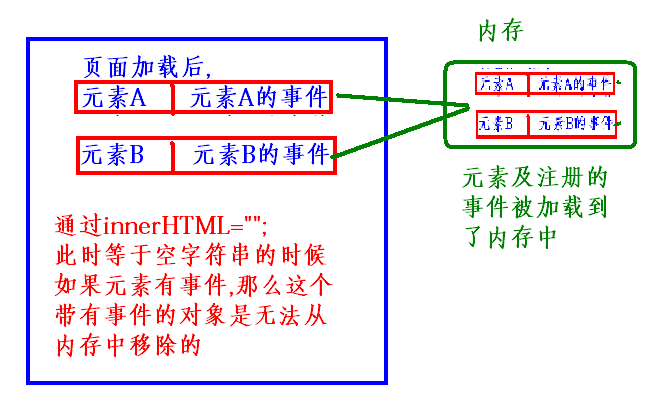 页面加载后,
元素A 元素A的事件
元素B 元素B的事件
通过innerHTML="";
此时等于空字符串的时候
如果元素有事件,那么这个
带有事件的对象是无法从
内存中移除的
内存
元素A 元素A的事件
元素B 元素B的事件
元素及注册的
事件被加载到
了内存中